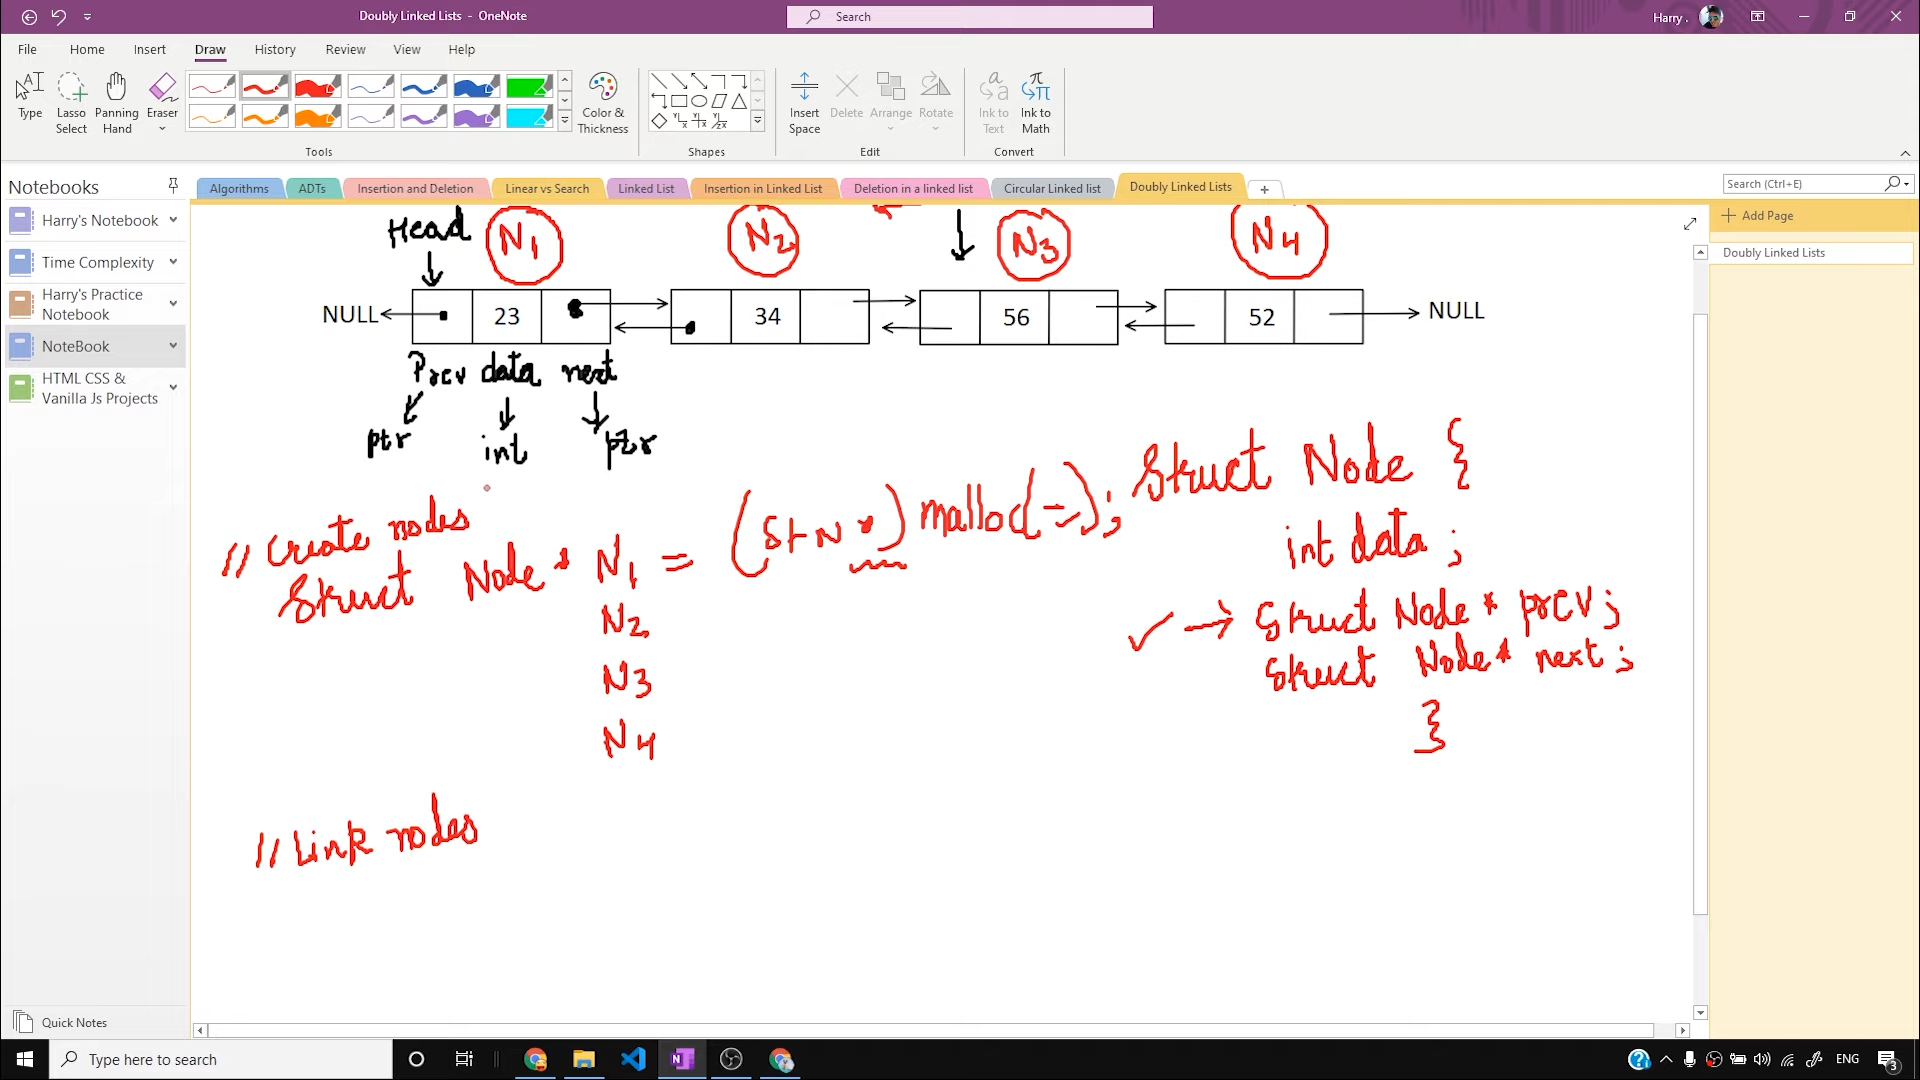 Doubly Linked Lists - OneNote
Search
Harry .
File Home Insert Draw History Review View Help
Type
Lasso Select
Panning Hand
Eraser
Color & Thickness
Insert Space
Delete
Arrange
Rotate
Ink to Text
Ink to Math
Tools
Shapes
Edit
Convert
Notebooks
Harry's Notebook
Time Complexity
Harry's Practice Notebook
NoteBook
HTML CSS & Vanilla Js Projects
Quick Notes
Algorithms ADTs Insertion and Deletion Linear vs Search Linked List Insertion in Linked List Deletion in a linked list Circular Linked list Doubly Linked Lists
Search (Ctrl+E)
Add Page
Doubly Linked Lists
Head N1 N2 N3 N4
NULL 23 34 56 52 NULL
Prev data next
ptr int ptr
// Create nodes
Struct Node * N1 = (StN *) malloc(-);
N2
N3
N4
// Link nodes
Struct Node {
int data ;
Struct Node * prev ;
Struct Node * next ;
}
Type here to search
ENG
3